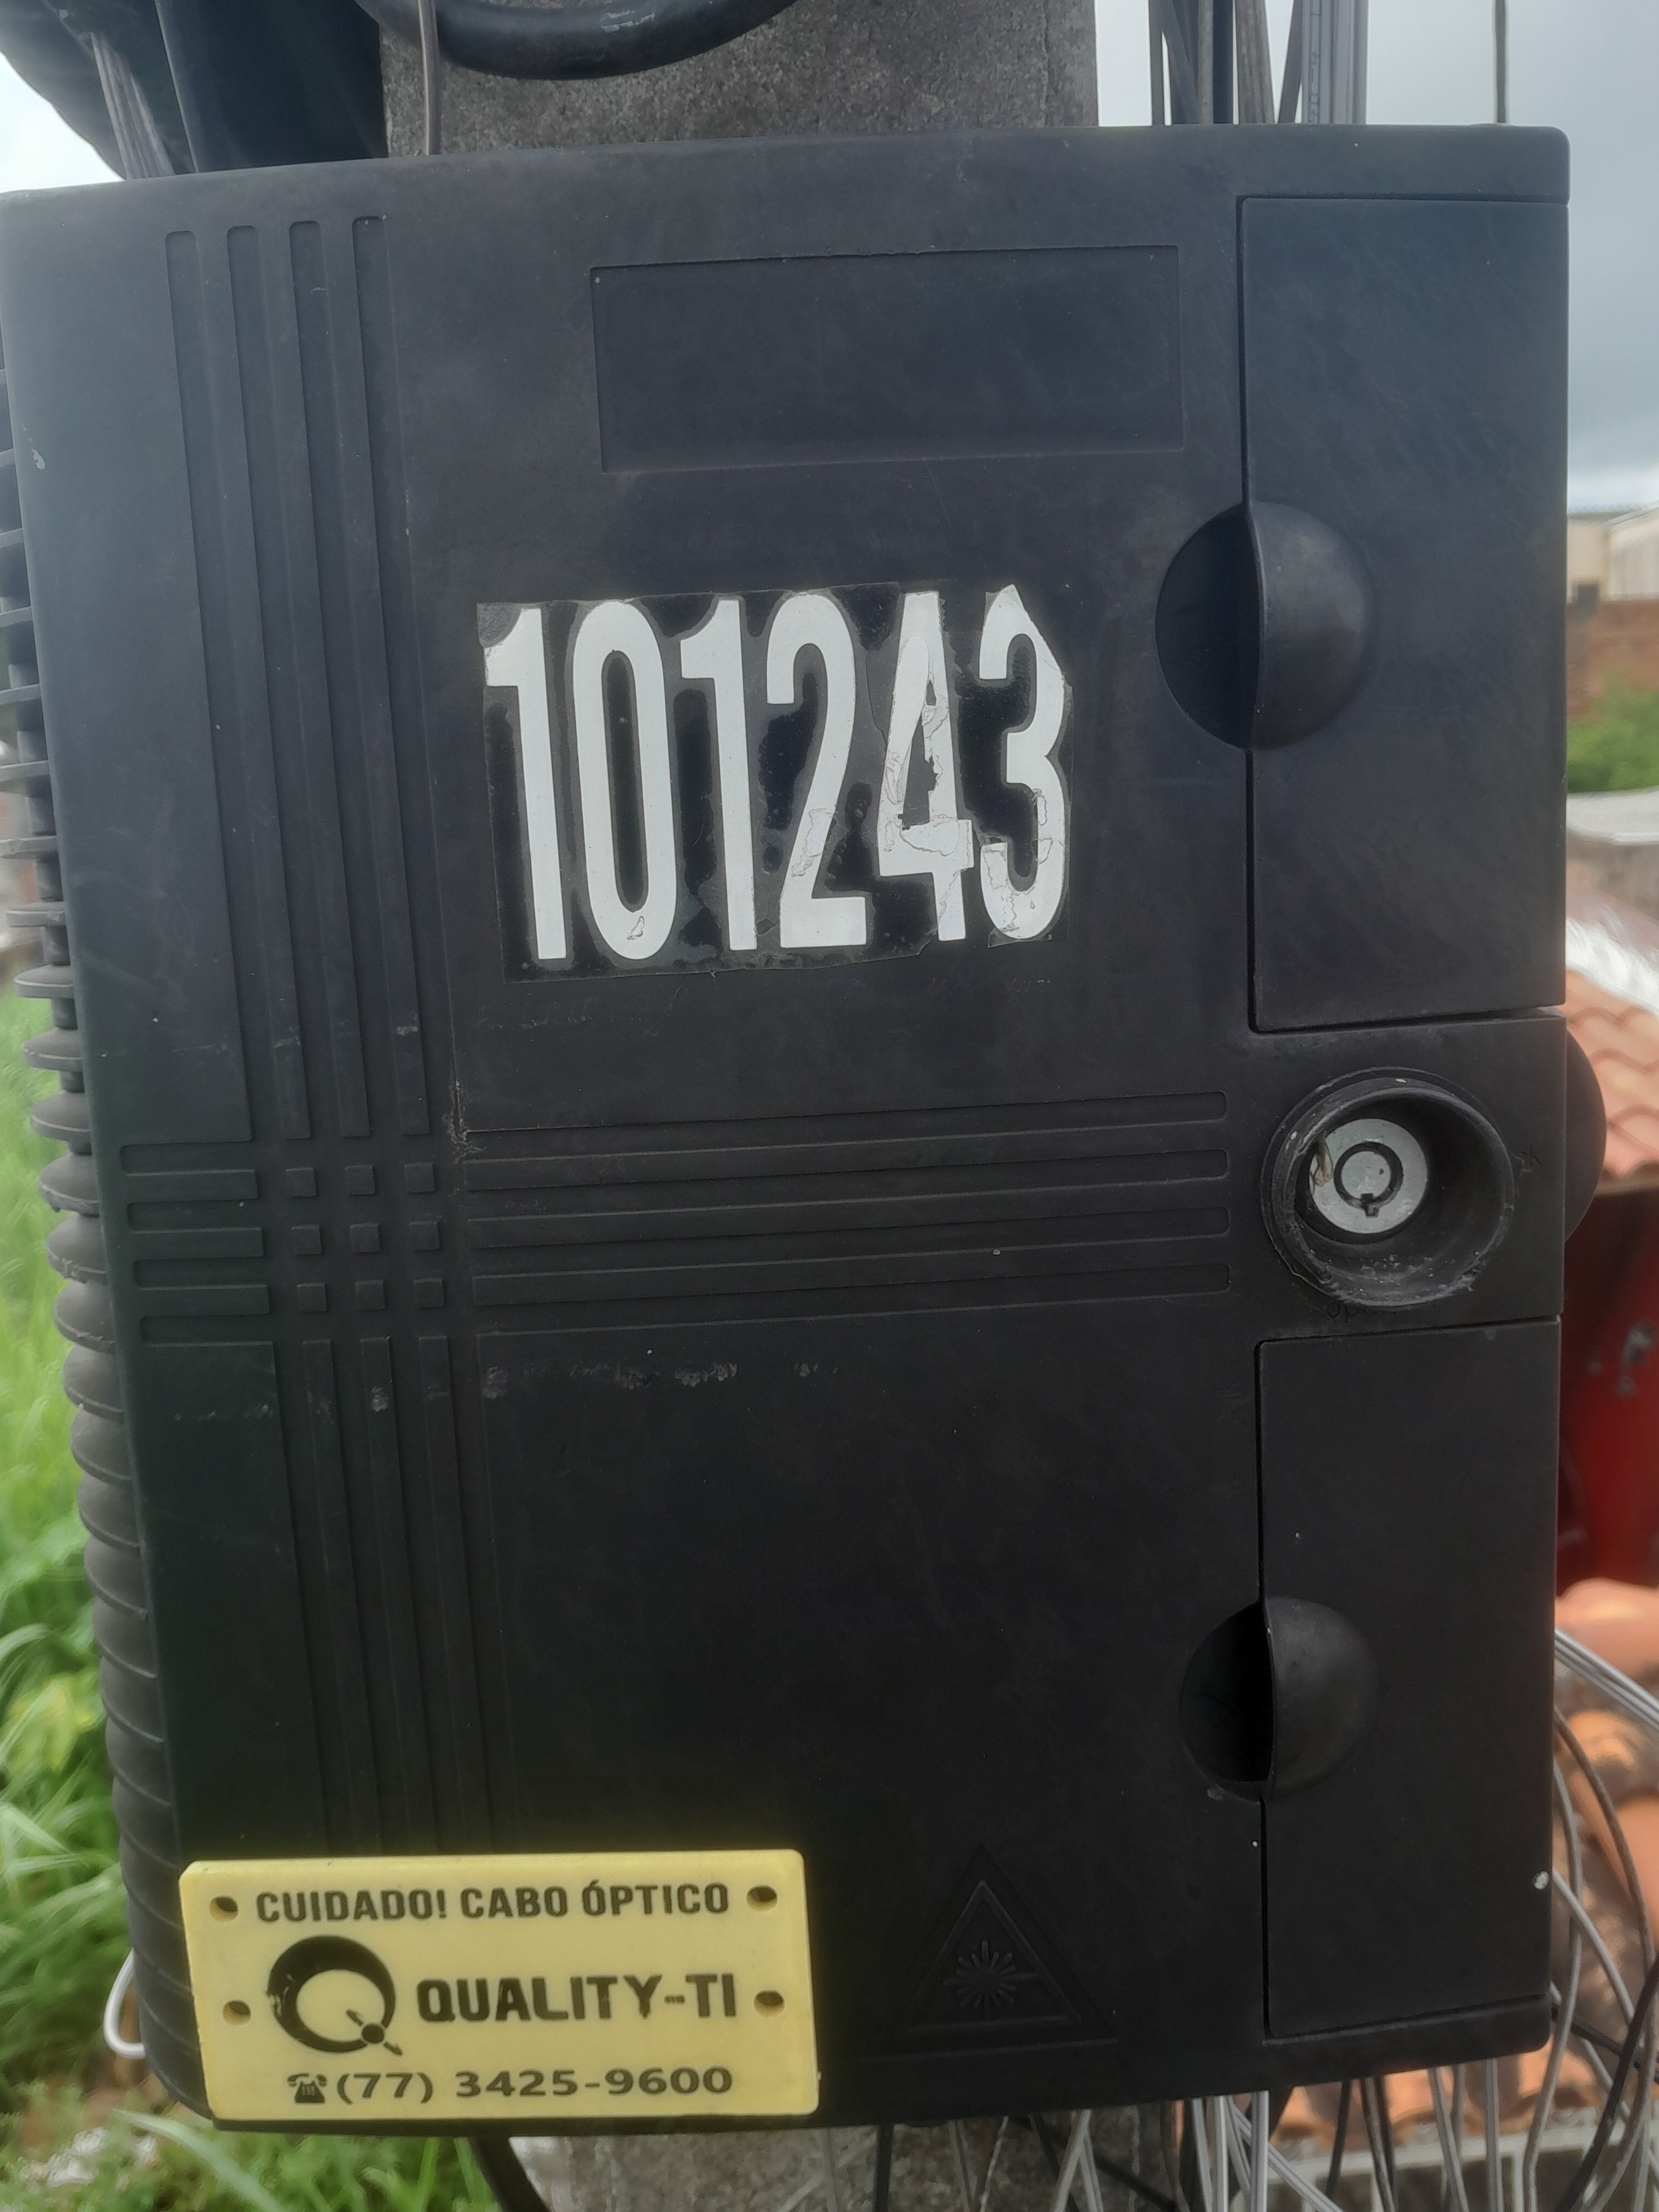 101243
CUIDADO! CABO ÓPTICO
QUALITY-TI
(77) 3425-9600